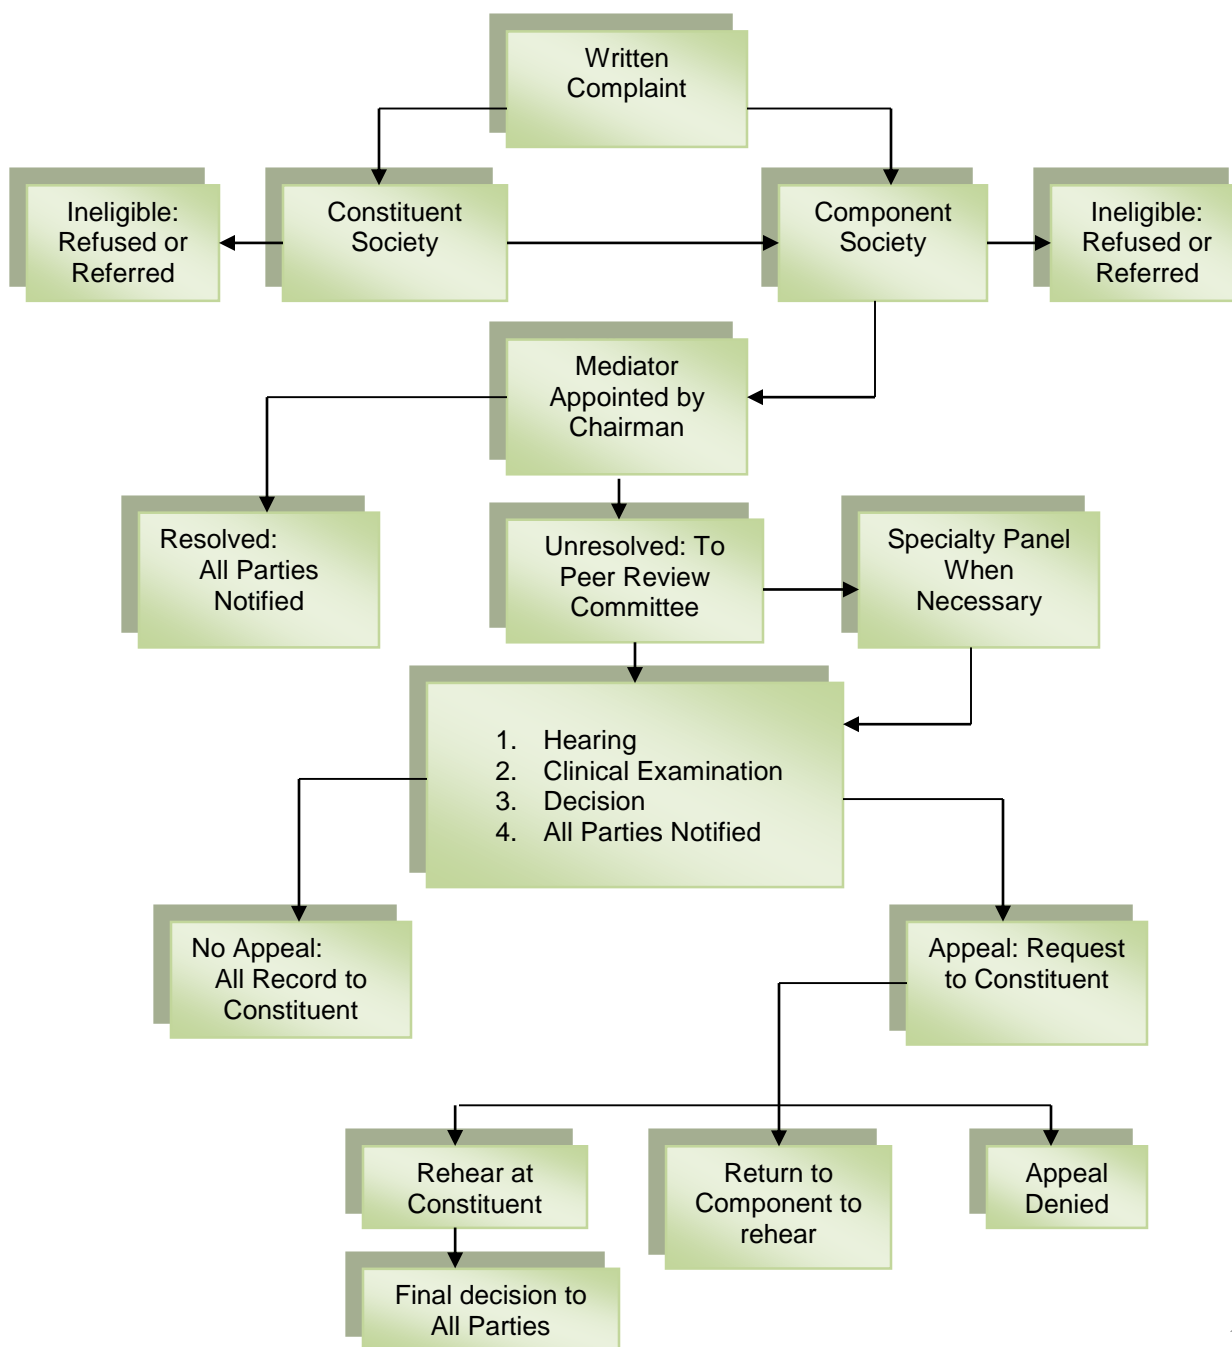 Written
Complaint
Ineligible:
Refused or
Referred
Constituent
Society
Component
Society
Ineligible:
Refused or
Referred
Mediator
Appointed by
Chairman
Resolved:
All Parties
Notified
Unresolved: To
Peer Review
Committee
Specialty Panel
When
Necessary
1. Hearing
2. Clinical Examination
3. Decision
4. All Parties Notified
No Appeal:
All Record to
Constituent
Appeal: Request
to Constituent
Rehear at
Constituent
Return to
Component to
rehear
Appeal
Denied
Final decision to
All Parties